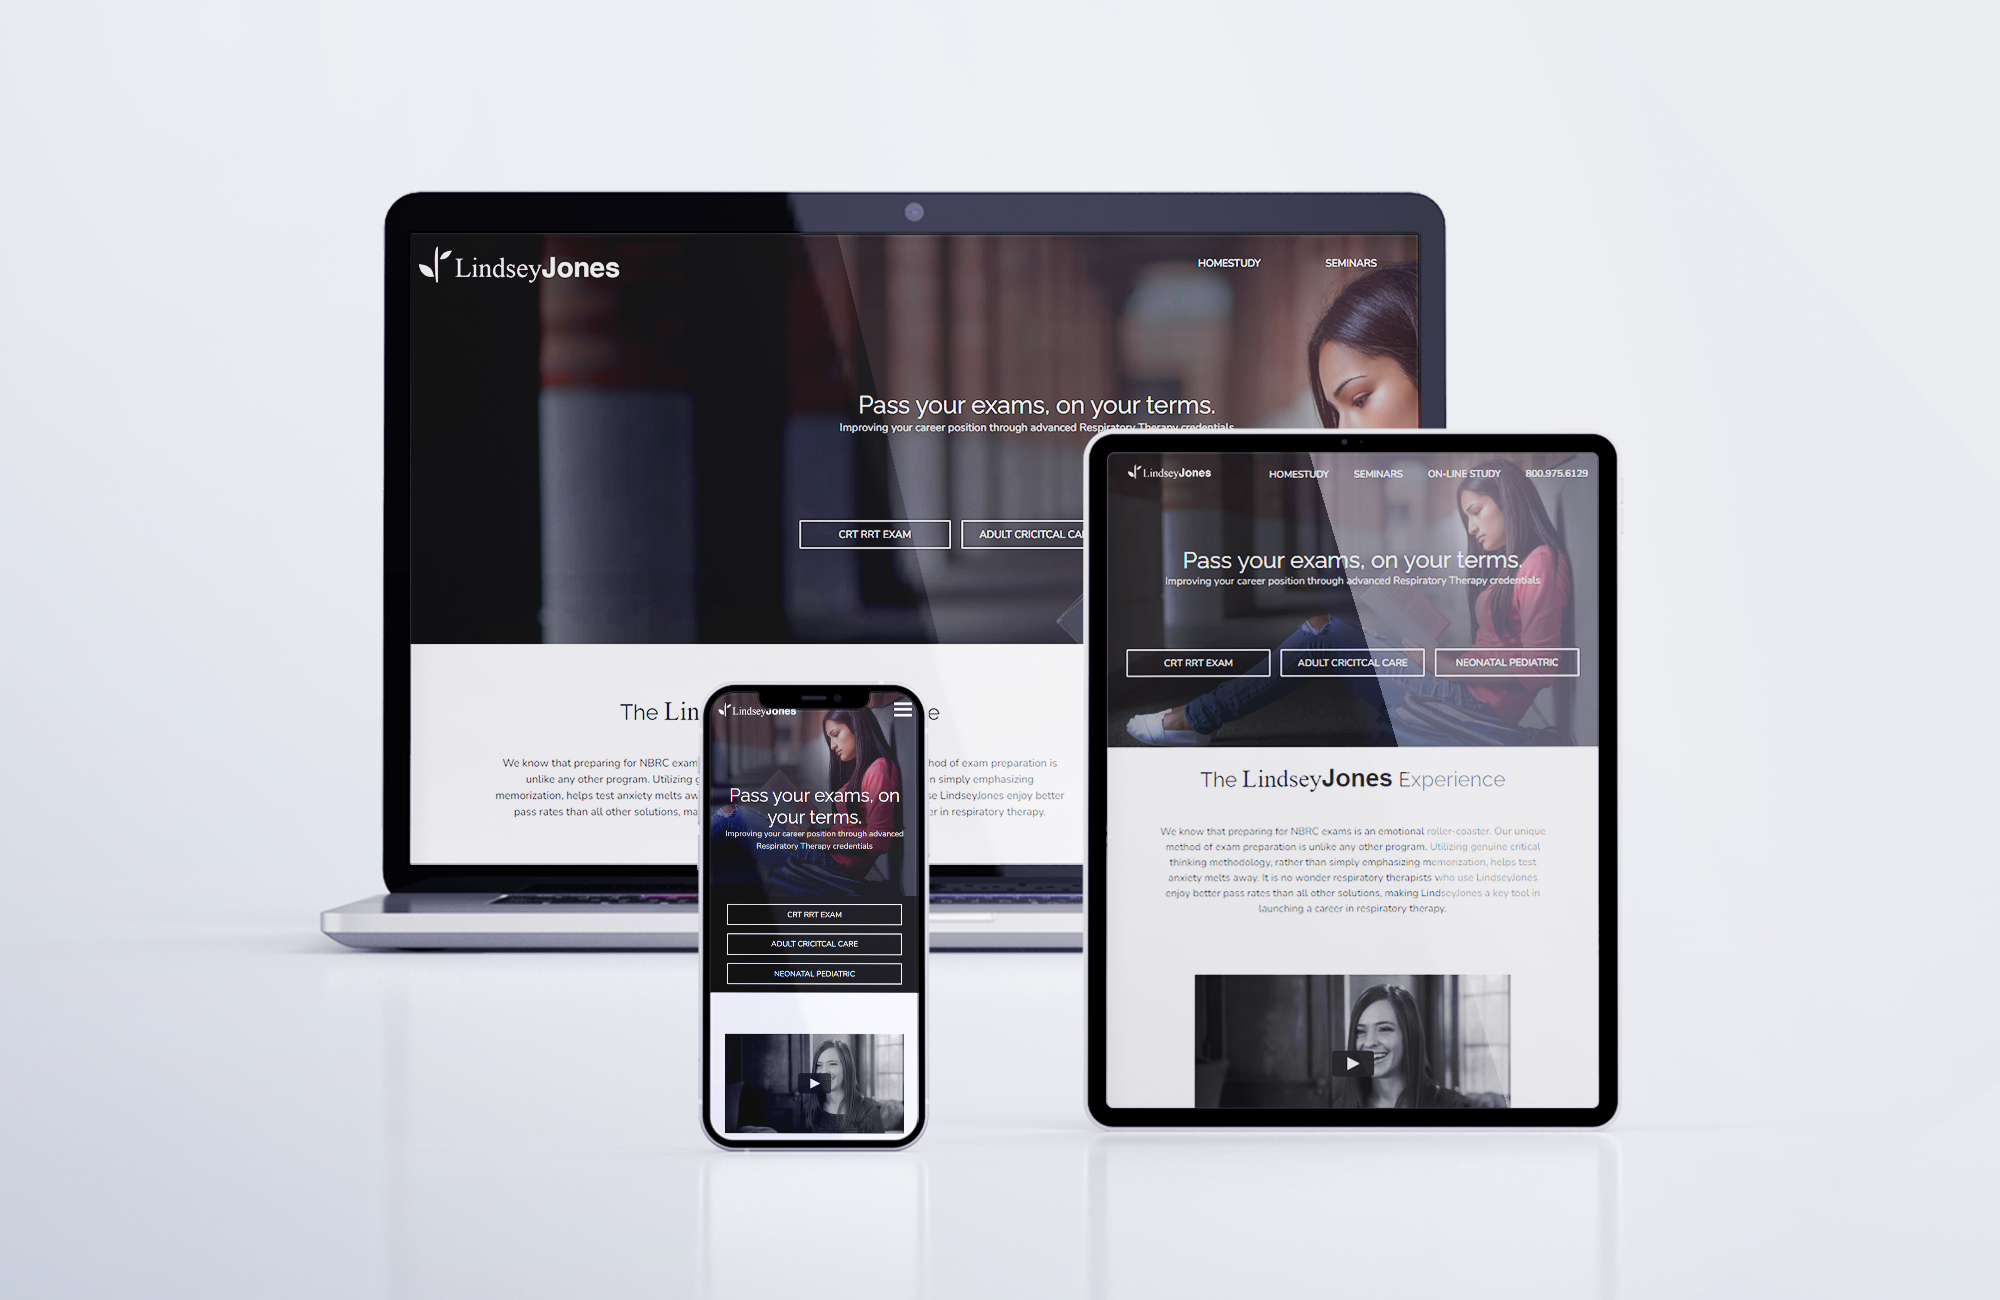 LindseyJones
HOMESTUDY
SEMINARS
Pass your exams, on your terms.
Improving your career position through advanced Respiratory Therapy credentials
CRT RRT EXAM
ADULT CRICITCAL CA
The Lin
e
We know that preparing for NBRC exam
hod of exam preparation is
unlike any other program. Utilizing g
n simply emphasizing
memorization, helps test anxiety melts aw
se LindseyJones enjoy better
pass rates than all other solutions, ma
er in respiratory therapy.
LindseyJones
Pass your exams, on
your terms.
Improving your career position through advanced
Respiratory Therapy credentials
CRT RRT EXAM
ADULT CRICITCAL CARE
NEONATAL PEDIATRIC
LindseyJones
HOMESTUDY
SEMINARS
ON-LINE STUDY
800.975.6129
Pass your exams, on your terms.
Improving your career position through advanced Respiratory Therapy credentials
CRT RRT EXAM
ADULT CRICITCAL CARE
NEONATAL PEDIATRIC
The LindseyJones Experience
We know that preparing for NBRC exams is an emotional roller-coaster. Our unique
method of exam preparation is unlike any other program. Utilizing genuine critical
thinking methodology, rather than simply emphasizing memorization, helps test
anxiety melts away. It is no wonder respiratory therapists who use LindseyJones
enjoy better pass rates than all other solutions, making LindseyJones a key tool in
launching a career in respiratory therapy.